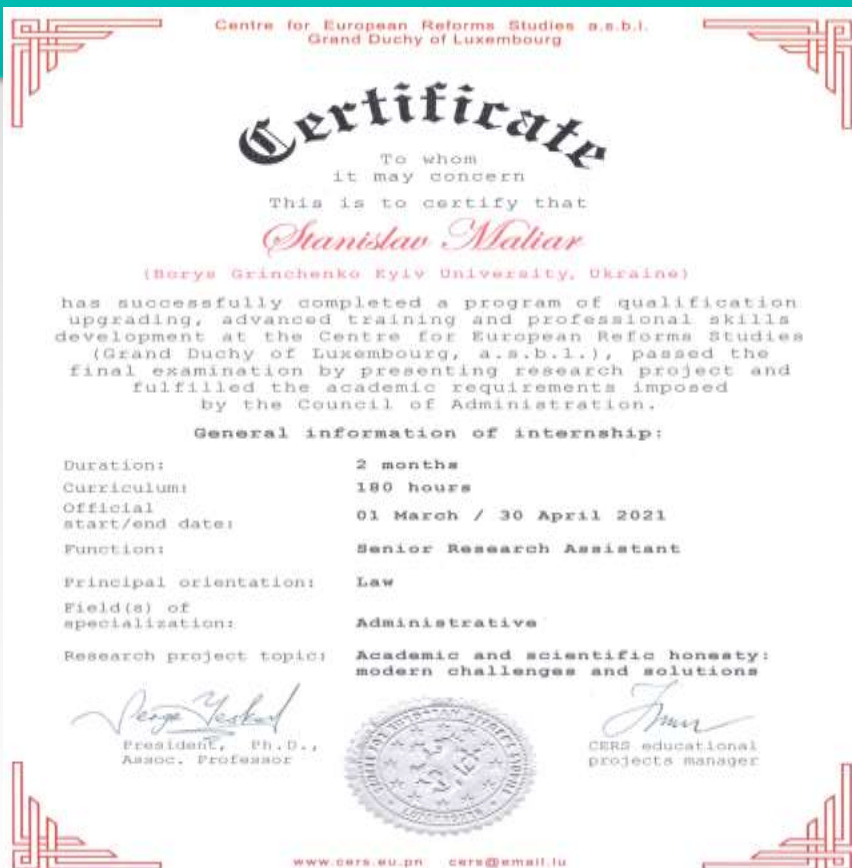 Centre for European Reforms Studies a.s.b.l.
Grand Duchy of Luxembourg
Certificate
To whom
it may concern
This is to certify that
Stanislav Maliar
(Borys Grinchenko Kyiv University, Ukraine)
has successfully completed a program of qualification
upgrading, advanced training and professional skills
development at the Centre for European Reforms Studies
(Grand Duchy of Luxembourg, a.s.b.l.), passed the
final examination by presenting research project and
fulfilled the academic requirements imposed
by the Council of Administration.
General information of internship:
Duration: 2 months
Curriculum: 180 hours
Official
start/end date: 01 March / 30 April 2021
Function: Senior Research Assistant
Principal orientation: Law
Field(s) of
specialization: Administrative
Research project topic: Academic and scientific honesty:
modern challenges and solutions
President, Ph.D.,
Assoc. Professor
CERS educational
projects manager
www.cers.eu.pn cers@email.lu